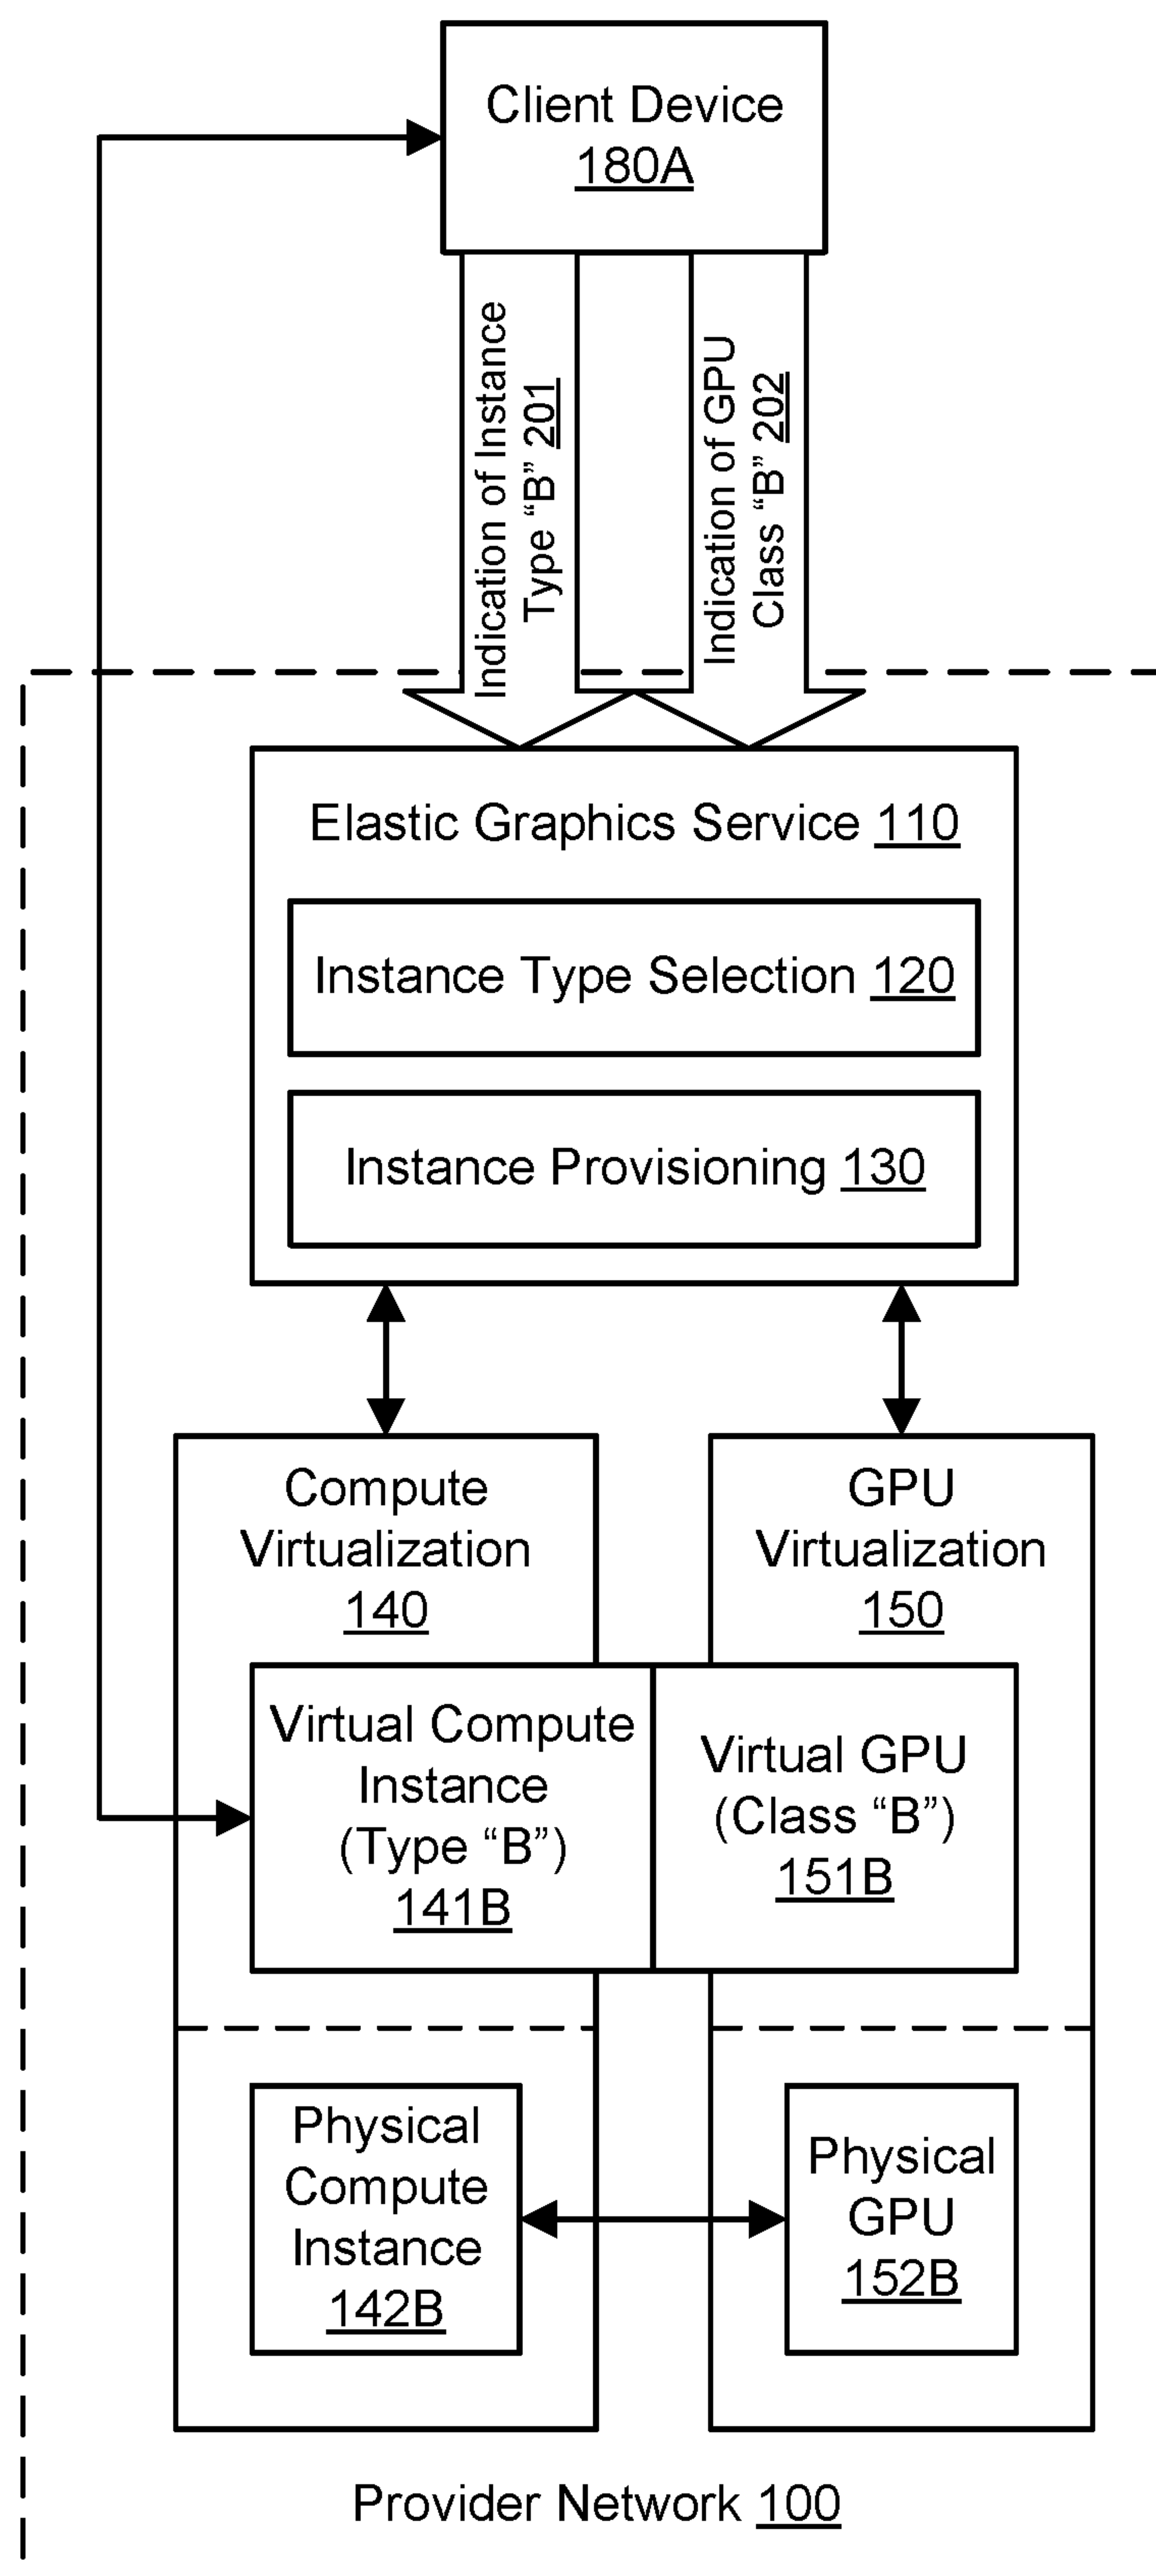 Client Device
180A
Indication of Instance
Type “B” 201
Indication of GPU
Class “B” 202
Elastic Graphics Service 110
Instance Type Selection 120
Instance Provisioning 130
Compute
Virtualization
140
GPU
Virtualization
150
Virtual Compute
Instance
(Type “B”)
141B
Virtual GPU
(Class “B”)
151B
Physical
Compute
Instance
142B
Physical
GPU
152B
Provider Network 100